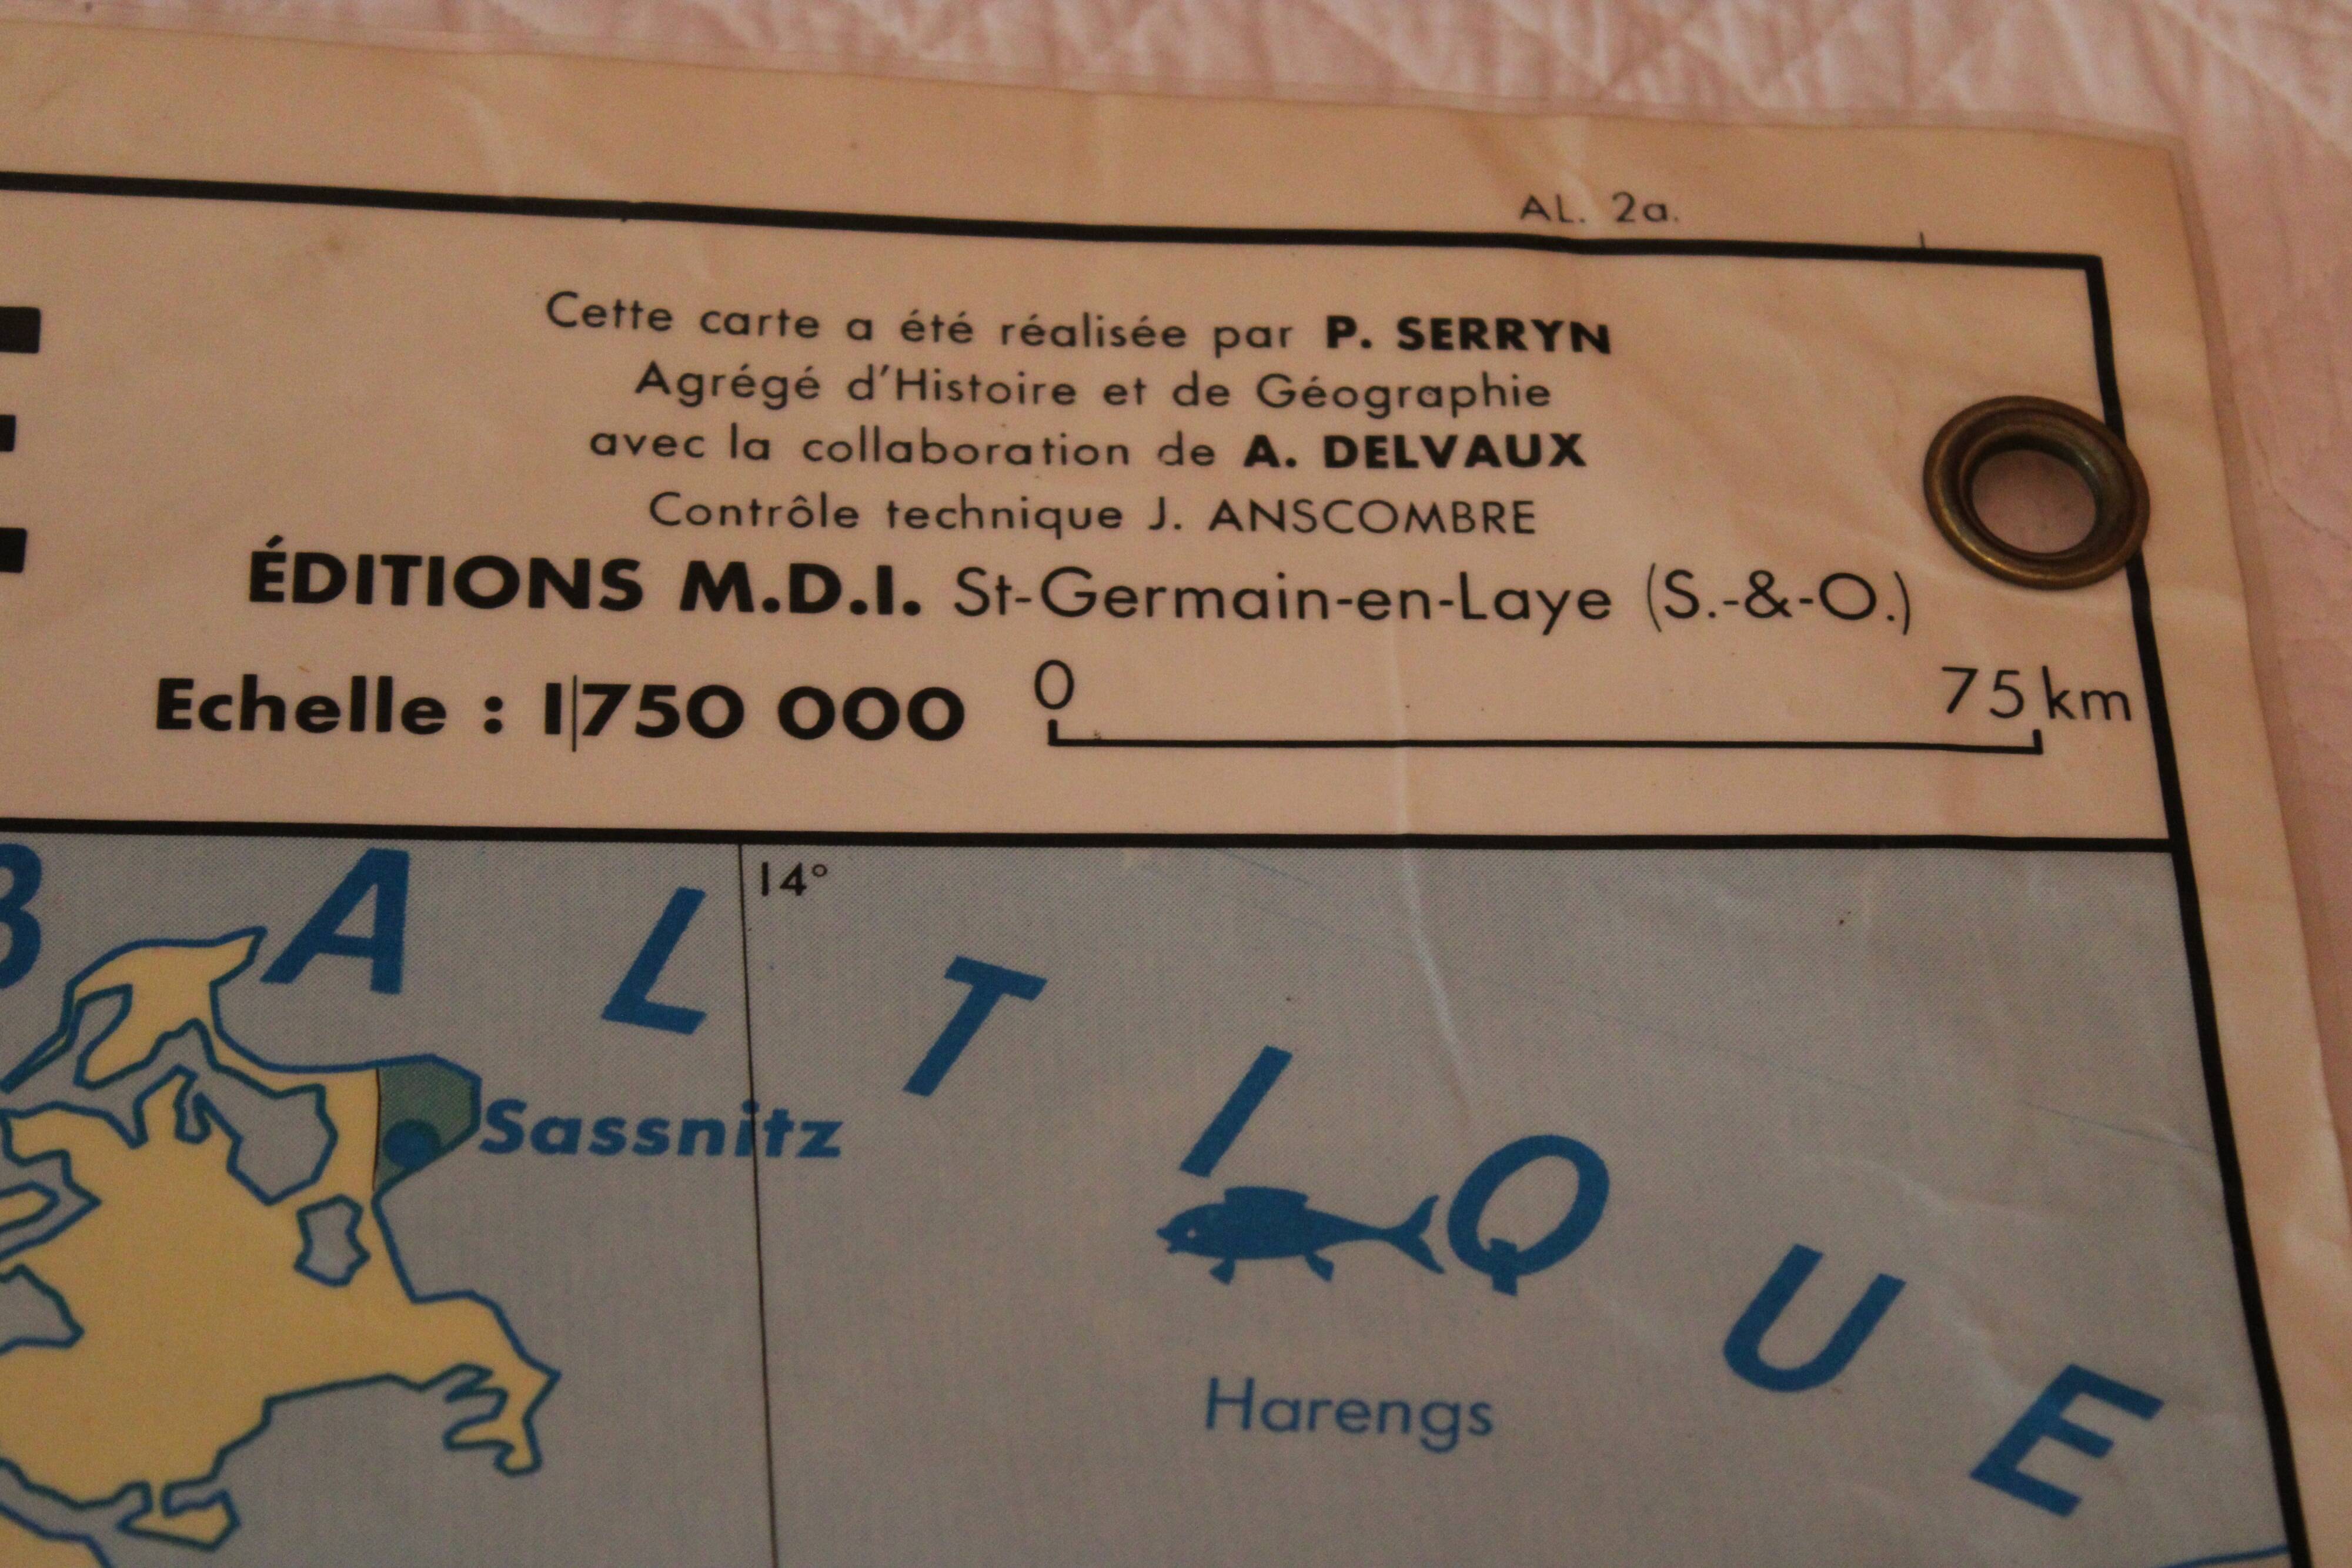 AL. 2a.
Cette carte a été réalisée par P. SERRYN
Agrégé d'Histoire et de Géographie
avec la collaboration de A. DELVAUX
Contrôle technique J. ANSCOMBRE
ÉDITIONS M.D.I. St-Germain-en-Laye (S.-&-O.)
Echelle : 1|750 000 0 75 km
14°
BALTIQUE
Sassnitz
Harengs